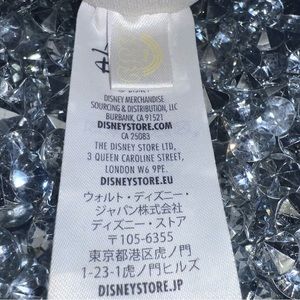 © DISNEY
DISNEY MERCHANDISE
SOURCING & DISTRIBUTION, LLC
BURBANK, CA 91521
DISNEYSTORE.COM
CA 25083
THE DISNEY STORE LTD,
3 QUEEN CAROLINE STREET,
LONDON W6 9PE.
DISNEYSTORE.EU
ウォルト・ディズニー・
ジャパン株式会社
ディズニー・ストア
〒105-6355
東京都港区虎ノ門
1-23-1虎ノ門ヒルズ
DISNEYSTORE.JP